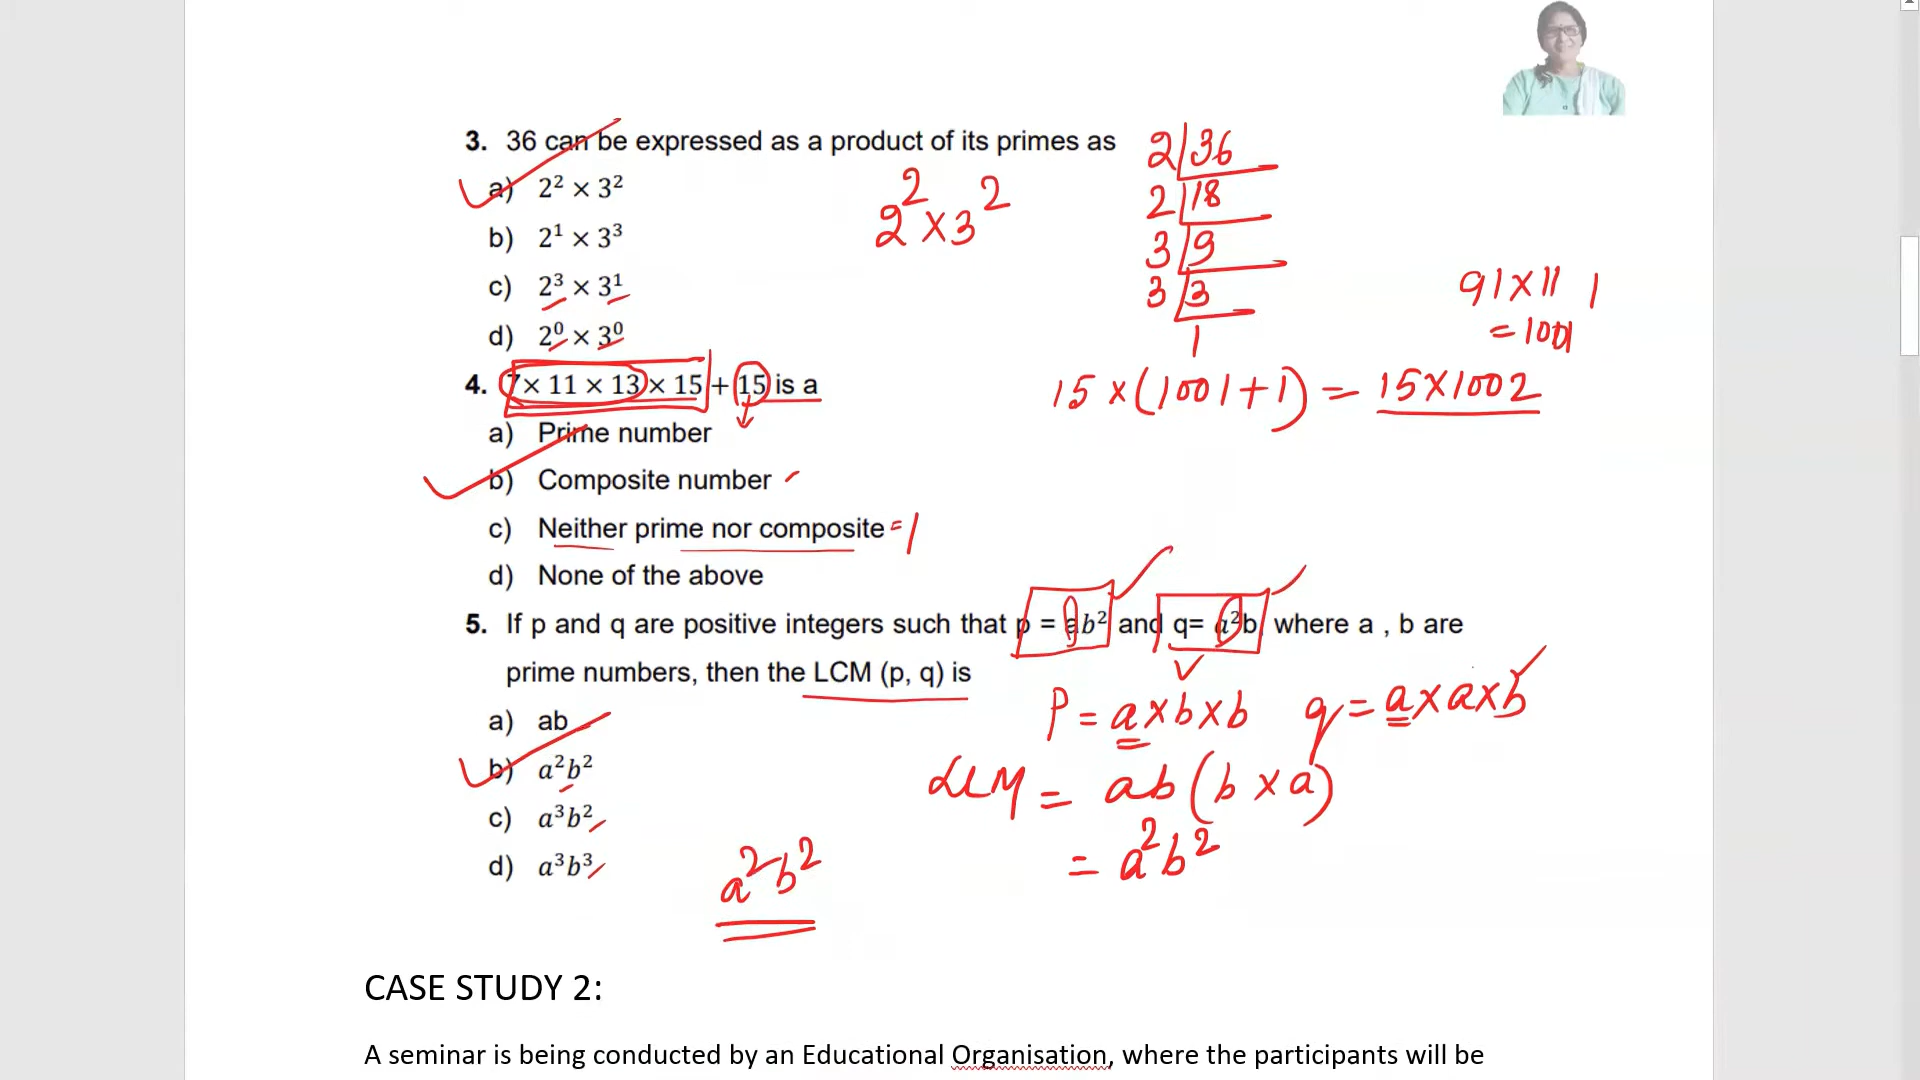 3. 36 can be expressed as a product of its primes as
a) 2² × 3²
b) 2¹ × 3³
c) 2³ × 3¹
d) 2⁰ × 3⁰
2² × 3²
2 | 36
2 | 18
3 | 9
3 | 3
1
91 × 11 1
= 1001
4. 7 × 11 × 13 × 15 + 15 is a
15 × (1001 + 1) = 15 × 1002
a) Prime number
b) Composite number
c) Neither prime nor composite = 1
d) None of the above
5. If p and q are positive integers such that p = ab² and q= a²b, where a , b are
prime numbers, then the LCM (p, q) is
a) ab
b) a²b²
c) a³b²
d) a³b³
P = a × b × b q = a × a × b
LCM = ab (b × a)
= a²b²
a²b²
CASE STUDY 2:
A seminar is being conducted by an Educational Organisation, where the participants will be